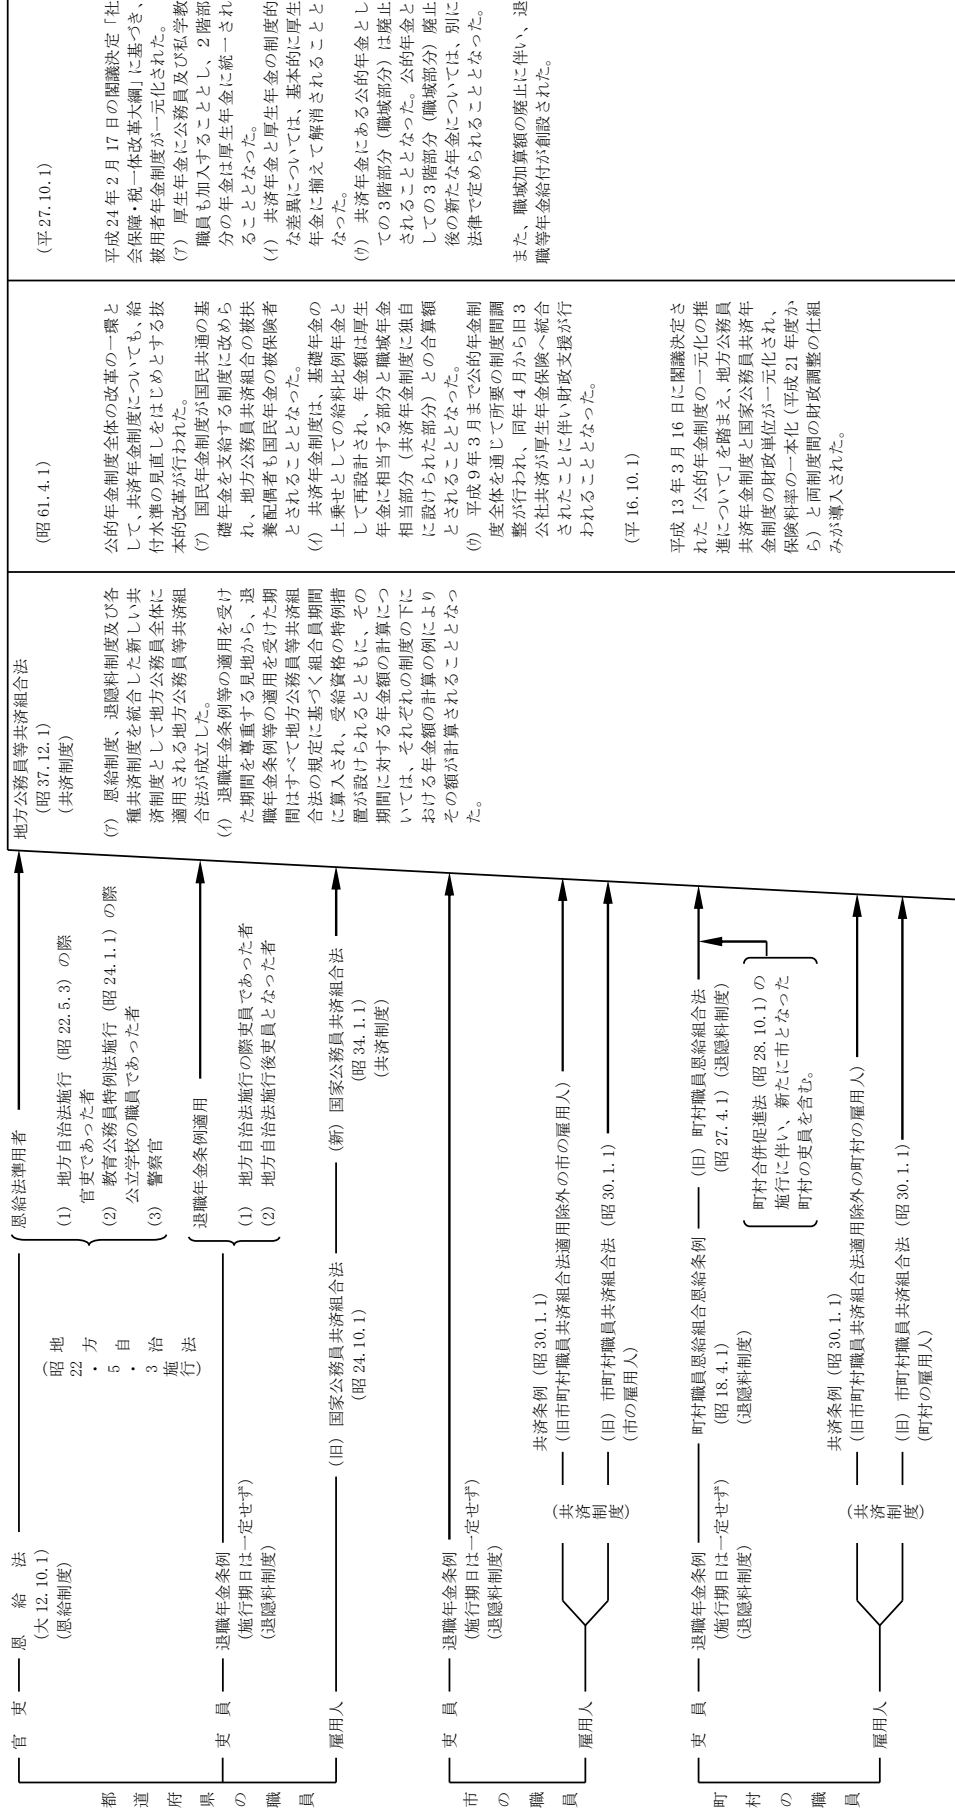 都道府県の職員
官吏
恩給法
(大 12.10.1)
(恩給制度)
(昭22・5・3施行)
地方自治法
恩給法準用者
(1) 地方自治法施行(昭 22.5.3)の際
官吏であった者
(2) 教育公務員特例法施行(昭 24.1.1)の際
公立学校の職員であった者
(3) 警察官
吏員
退職年金条例
(施行期日は一定せず)
(退隠料制度)
退職年金条例適用
(1) 地方自治法施行の際吏員であった者
(2) 地方自治法施行後吏員となった者
雇用人
(旧)国家公務員共済組合法
(昭 24.10.1)
(新)国家公務員共済組合法
(昭 34.1.1)
(共済制度)
市の職員
吏員
退職年金条例
(施行期日は一定せず)
(退隠料制度)
雇用人
(共済制度)
共済条例(昭 30.1.1)
(旧市町村職員共済組合法適用除外の市の雇用人)
(旧)市町村職員共済組合法(昭 30.1.1)
(市の雇用人)
町村の職員
吏員
退職年金条例
(施行期日は一定せず)
(退隠料制度)
町村職員恩給組合恩給条例
(昭 18.4.1)
(退隠料制度)
(旧)町村職員恩給組合法
(昭 27.4.1)(退隠料制度)
町村合併促進法(昭 28.10.1)の
施行に伴い、新たに市となった
町村の吏員を含む。
雇用人
(共済制度)
共済条例(昭 30.1.1)
(旧市町村職員共済組合法適用除外の町村の雇用人)
(旧)市町村職員共済組合法(昭 30.1.1)
(町村の雇用人)
地方公務員等共済組合法
(昭 37.12.1)
(共済制度)
(ｱ) 恩給制度、退隠料制度及び各
種共済制度を統合した新しい共
済制度として地方公務員全体に
適用される地方公務員等共済組
合法が成立した。
(ｲ) 退職年金条例等の適用を受け
た期間を尊重する見地から、退
職年金条例等の適用を受けた期
間はすべて地方公務員等共済組
合法の規定に基づく組合員期間
に算入され、受給資格の特例措
置が設けられるとともに、その
期間に対する年金額の計算につ
いては、それぞれの制度の下に
おける年金額の計算の例により
その額が計算されることとなっ
た。
(昭 61.4.1)
公的年金制度全体の改革の一環と
して、共済年金制度についても、給
付水準の見直しをはじめとする抜
本的改革が行われた。
(ｱ) 国民年金制度が国民共通の基
礎年金を支給する制度に改めら
れ、地方公務員共済組合の被扶
養配偶者も国民年金の被保険者
とされることとなった。
(ｲ) 共済年金制度は、基礎年金の
上乗せとしての給料比例年金と
して再設計され、年金額は厚生
年金に相当する部分と職域年金
相当部分(共済年金制度に独自
に設けられた部分)との合算額
とされることとなった。
(ｳ) 平成９年３月まで公的年金制
度全体を通じて所要の制度間調
整が行われ、同年４月から旧３
公社共済が厚生年金保険へ統合
されたことに伴い財政支援が行
われることとなった。
(平 16.10.1)
平成 13 年３月 16 日に閣議決定さ
れた「公的年金制度の一元化の推
進について」を踏まえ、地方公務員
共済年金制度と国家公務員共済年
金制度の財政単位が一元化され、
保険料率の一本化(平成 21 年度か
ら)と両制度間の財政調整の仕組
みが導入された。
(平 27.10.1)
平成 24 年２月 17 日の閣議決定「社
会保障・税一体改革大綱」に基づき、
被用者年金制度が一元化された。
(ｱ) 厚生年金に公務員及び私学教
職員も加入することとし、２階部
分の年金は厚生年金に統一され
ることとなった。
(ｲ) 共済年金と厚生年金の制度的
な差異については、基本的に厚生
年金に揃えて解消されることと
なった。
(ｳ) 共済年金にある公的年金とし
ての３階部分(職域部分)は廃止
されることとなった。公的年金と
しての３階部分(職域部分)廃止
後の新たな年金については、別に
法律で定められることとなった。
また、職域加算額の廃止に伴い、退
職等年金給付が創設された。